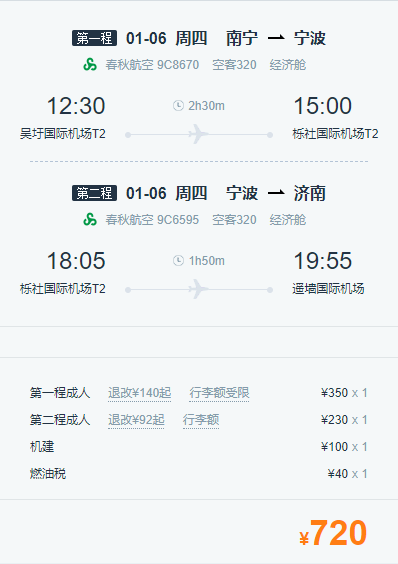 第一程 01-06 周四 南宁 → 宁波
春秋航空 9C8670 空客320 经济舱
12:30 2h30m 15:00
吴圩国际机场T2 栎社国际机场T2
第二程 01-06 周四 宁波 → 济南
春秋航空 9C6595 空客320 经济舱
18:05 1h50m 19:55
栎社国际机场T2 遥墙国际机场
第一程成人 退改¥140起 行李额受限 ¥350 x 1
第二程成人 退改¥92起 行李额 ¥230 x 1
机建 ¥100 x 1
燃油税 ¥40 x 1
¥720